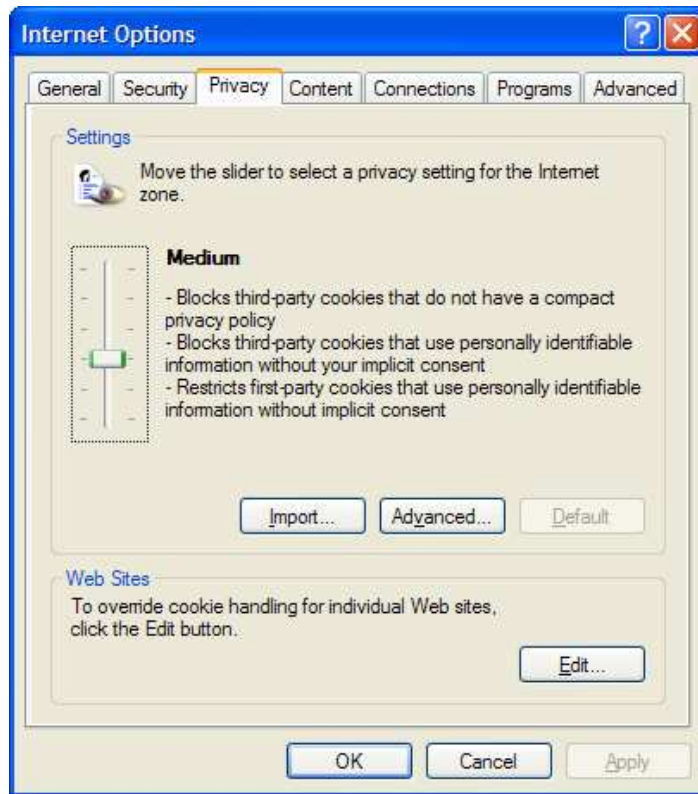 Internet Options
General Security Privacy Content Connections Programs Advanced
Settings
Move the slider to select a privacy setting for the Internet
zone.
Medium
- Blocks third-party cookies that do not have a compact
privacy policy
- Blocks third-party cookies that use personally identifiable
information without your implicit consent
- Restricts first-party cookies that use personally identifiable
information without implicit consent
Import... Advanced... Default
Web Sites
To override cookie handling for individual Web sites,
click the Edit button.
Edit...
OK Cancel Apply